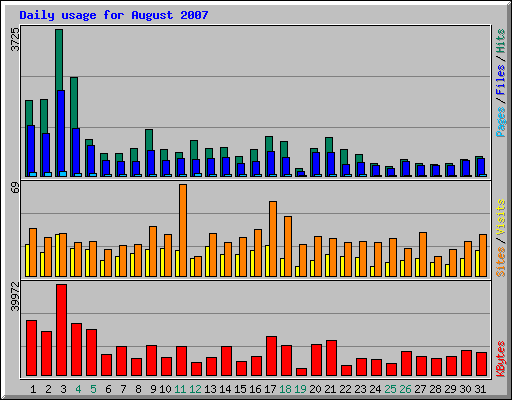 Daily usage for August 2007
3725
Pages / Files / Hits
69
Sites / Visits
39972
KBytes
1 2 3 4 5 6 7 8 9 10 11 12 13 14 15 16 17 18 19 20 21 22 23 24 25 26 27 28 29 30 31